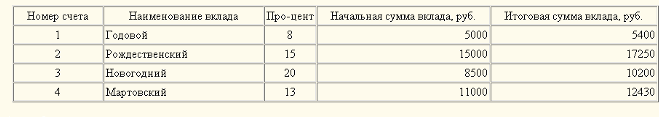 Номер счета Наименование вклада Про-цент Начальная сумма вклада, руб. Итоговая сумма вклада, руб.
1 Годовой 8 5000 5400
2 Рождественский 15 15000 17250
3 Новогодний 20 8500 10200
4 Мартовский 13 11000 12430